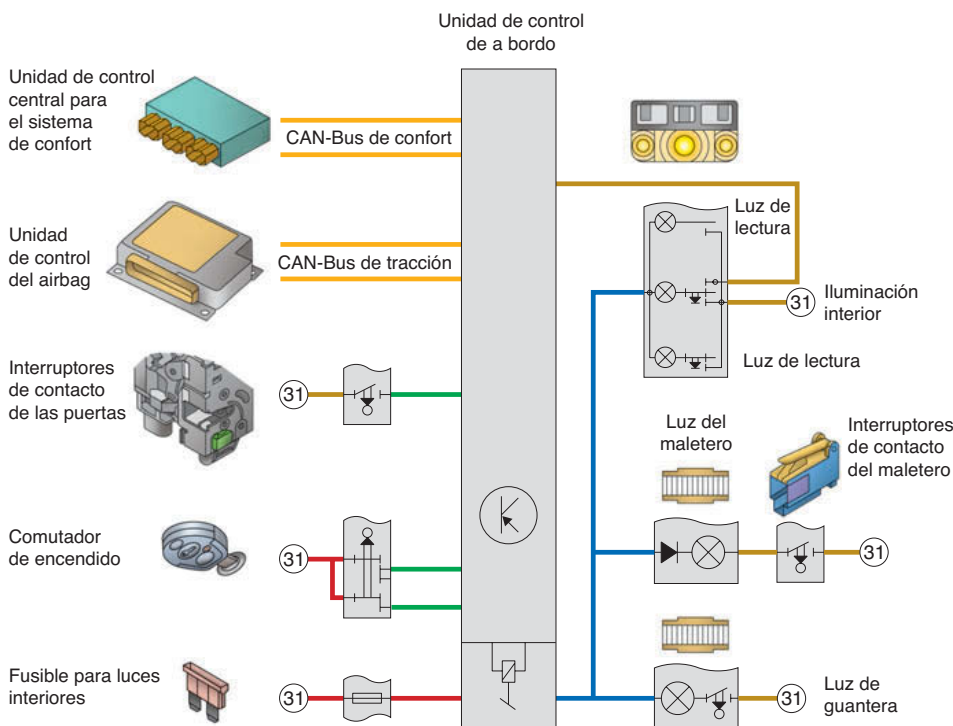 Unidad de control
de a bordo
Unidad de control
central para
el sistema
de confort
CAN-Bus de confort
Unidad
de control
del airbag
CAN-Bus de tracción
Luz de
lectura
31
Iluminación
interior
Luz de lectura
Interruptores
de contacto
de las puertas
31
Luz del
maletero
Interruptores
de contacto
del maletero
31
Comutador
de encendido
31
Fusible para luces
interiores
31
31
Luz de
guantera